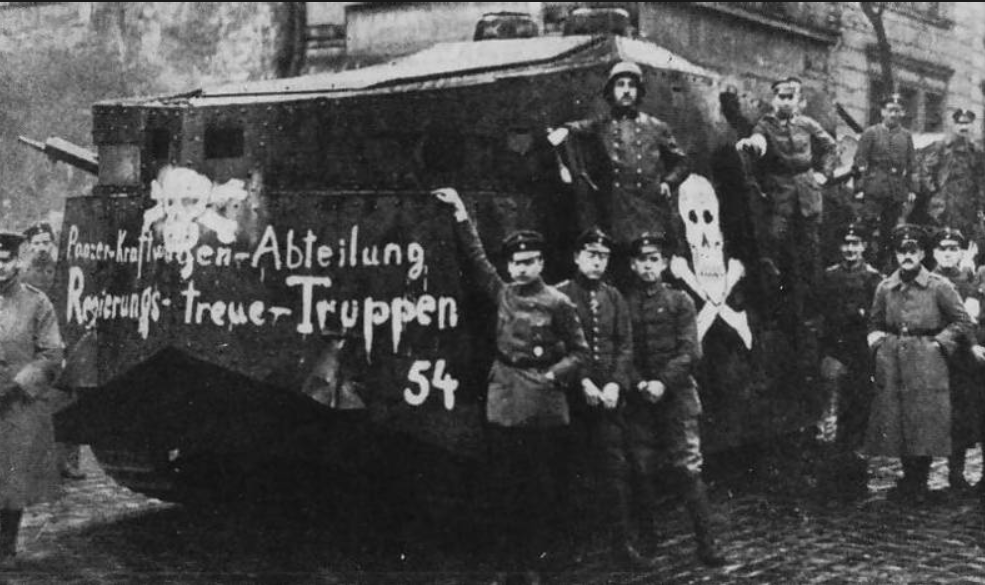 Panzer-Kraftwagen-Abteilung
Regierungs-treue-Truppen
54